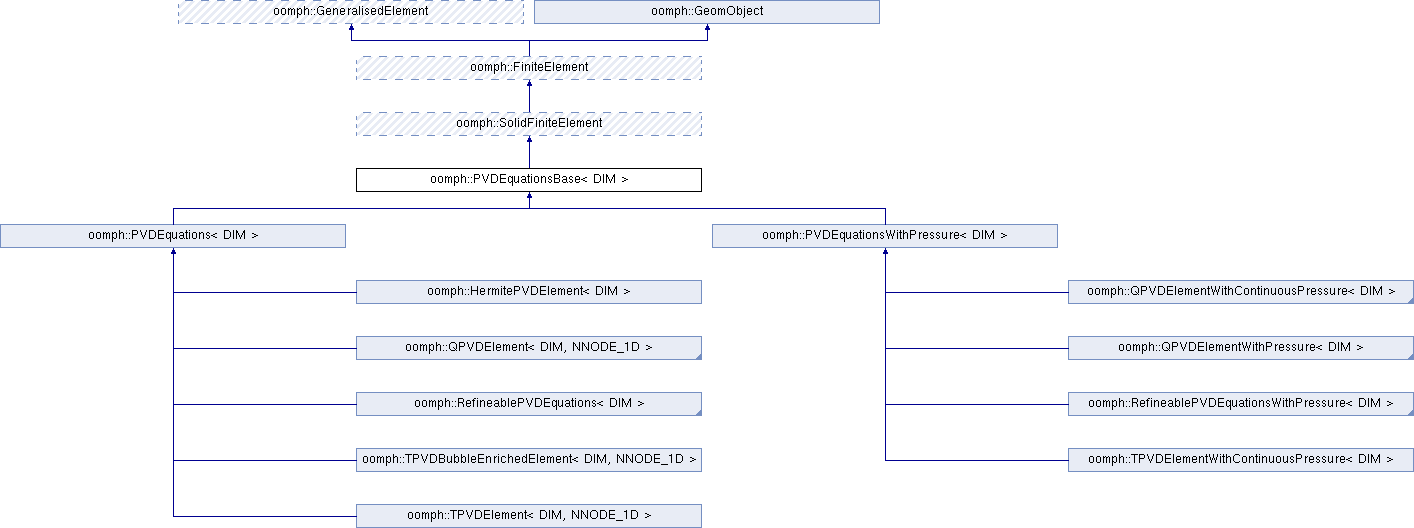 oomph::GeneralisedElement
oomph::GeomObject
oomph::FiniteElement
oomph::SolidFiniteElement
oomph::PVDEquationsBase< DIM >
oomph::PVDEquations< DIM >
oomph::PVDEquationsWithPressure< DIM >
oomph::HermitePVDElement< DIM >
oomph::QPVDElementWithContinuousPressure< DIM >
oomph::QPVDElement< DIM, NNODE_1D >
oomph::QPVDElementWithPressure< DIM >
oomph::RefineablePVDEquations< DIM >
oomph::RefineablePVDEquationsWithPressure< DIM >
oomph::TPVDBubbleEnrichedElement< DIM, NNODE_1D >
oomph::TPVDElementWithContinuousPressure< DIM >
oomph::TPVDElement< DIM, NNODE_1D >